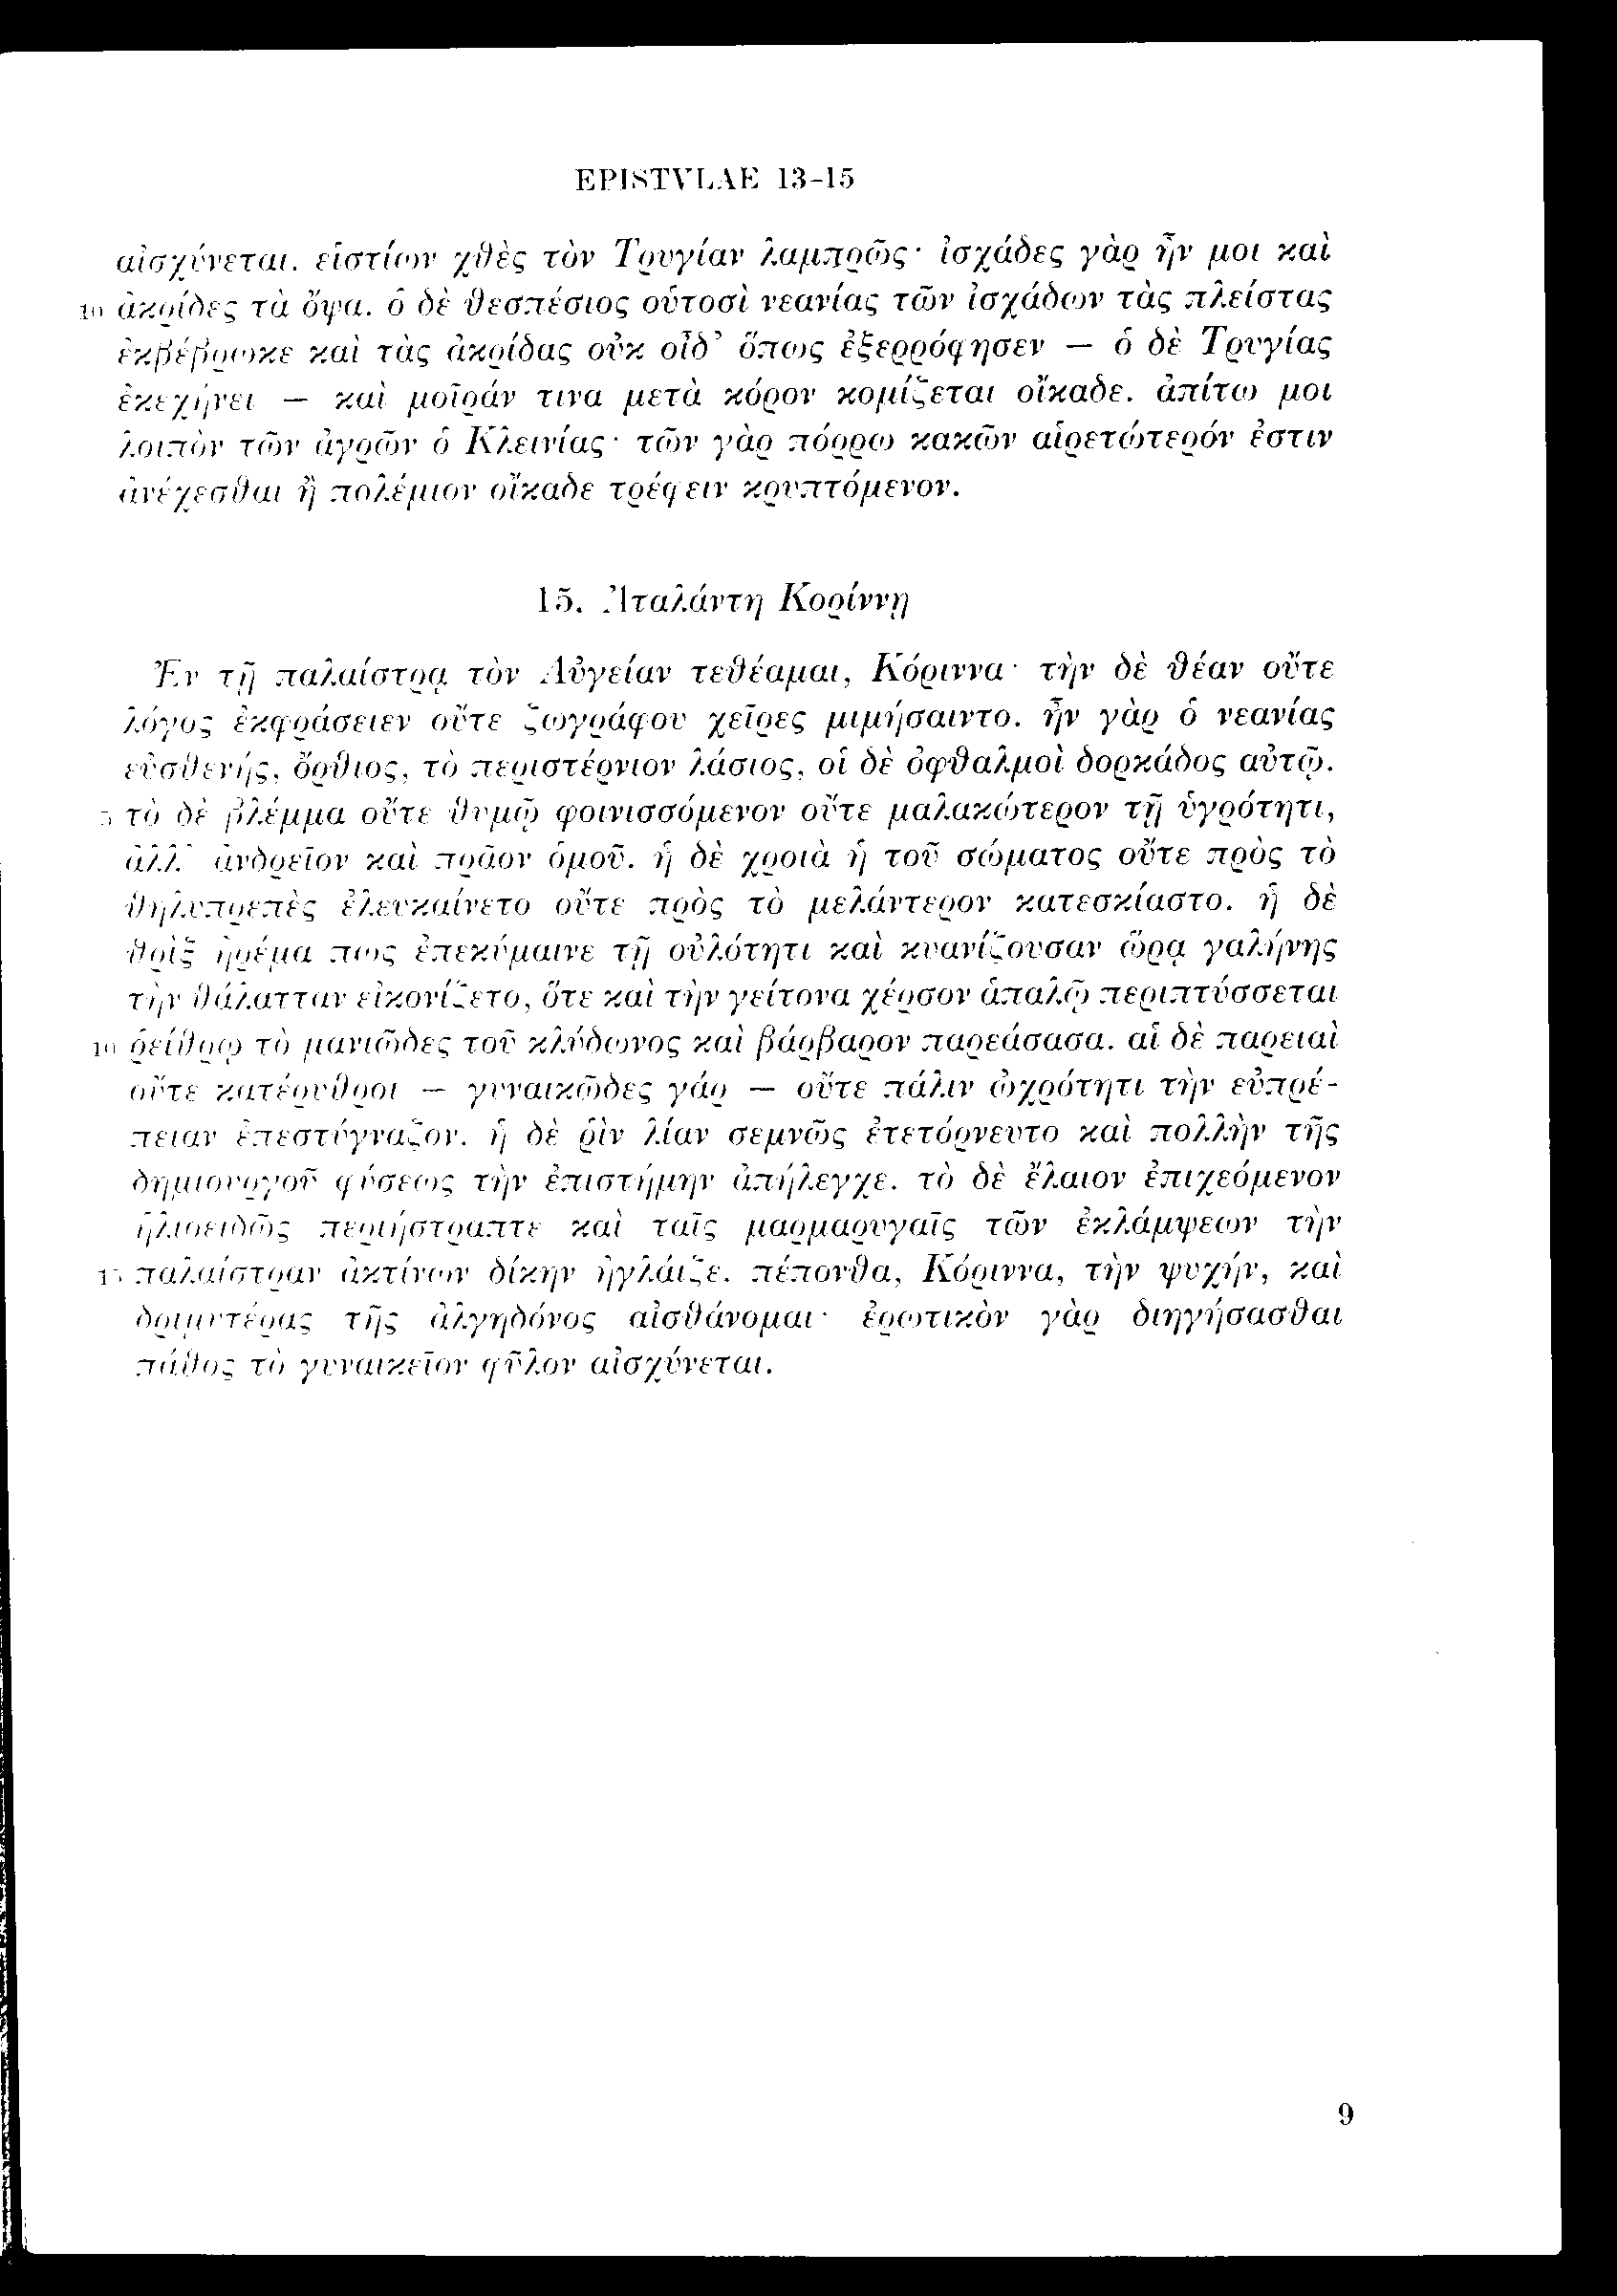 EPISTVLAE 13-15
αἰσχύνεται. εἱστίων χθὲς τὸν Τρυγίαν λαμπρῶς· ἰσχάδες γὰρ ἦν μοι καὶ
10 ἀκρίδες τὰ ὄψα. ὁ δὲ θεσπέσιος οὑτοσὶ νεανίας τῶν ἰσχάδων τὰς πλείστας
ἐκβέβρωκε καὶ τὰς ἀκρίδας οὐκ οἶδ’ ὅπως ἐξερρόφησεν — ὁ δὲ Τρυγίας
ἐκεχήνει — καὶ μοῖράν τινα μετὰ κόρον κομίζεται οἴκαδε. ἀπίτω μοι
λοιπὸν τῶν ἀγρῶν ὁ Κλεινίας· τῶν γὰρ πόρρω κακῶν αἱρετώτερόν ἐστιν
ἀνέχεσθαι ἢ πολέμιον οἴκαδε τρέφειν κρυπτόμενον.
15. Ἀταλάντη Κορίννῃ
Ἐν τῇ παλαίστρᾳ τὸν Αὐγείαν τεθέαμαι, Κόριννα· τὴν δὲ θέαν οὔτε
λόγος ἐκφράσειεν οὔτε ζωγράφου χεῖρες μιμήσαιντο. ἦν γὰρ ὁ νεανίας
εὐσθενής, ὄρθιος, τὸ περιστέρνιον λάσιος, οἱ δὲ ὀφθαλμοὶ δορκάδος αὐτῷ.
5 τὸ δὲ βλέμμα οὔτε θυμῷ φοινισσόμενον οὔτε μαλακώτερον τῇ ὑγρότητι,
ἀλλ’ ἀνδρεῖον καὶ πρᾶον ὁμοῦ. ἡ δὲ χροιὰ ἡ τοῦ σώματος οὔτε πρὸς τὸ
θηλυπρεπὲς ἐλευκαίνετο οὔτε πρὸς τὸ μελάντερον κατεσκίαστο. ἡ δὲ
θρὶξ ἠρέμα πως ἐπεκύμαινε τῇ οὐλότητι καὶ κυανίζουσαν ὥρᾳ γαλήνης
τὴν θάλατταν εἰκονίζετο, ὅτε καὶ τὴν γείτονα χέρσον ἁπαλῷ περιπτύσσεται
10 ῥείθρῳ τὸ μανιῶδες τοῦ κλύδωνος καὶ βάρβαρον παρεάσασα. αἱ δὲ παρειαὶ
οὔτε κατέρυθροι — γυναικῶδες γάρ — οὔτε πάλιν ὠχρότητι τὴν εὐπρέ-
πειαν ἐπεστύγναζον. ἡ δὲ ῥὶν λίαν σεμνῶς ἐτετόρνευτο καὶ πολλὴν τῆς
δημιουργοῦ φύσεως τὴν ἐπιστήμην ἀπήλεγχε. τὸ δὲ ἔλαιον ἐπιχεόμενον
ἡλιοειδῶς περιήστραπτε καὶ ταῖς μαρμαρυγαῖς τῶν ἐκλάμψεων τὴν
15 παλαίστραν ἀκτίνων δίκην ἠγλάιζε. πέπονθα, Κόριννα, τὴν ψυχήν, καὶ
δριμυτέρας τῆς ἀλγηδόνος αἰσθάνομαι· ἐρωτικὸν γὰρ διηγήσασθαι
πάθος τὸ γυναικεῖον φῦλον αἰσχύνεται.
9